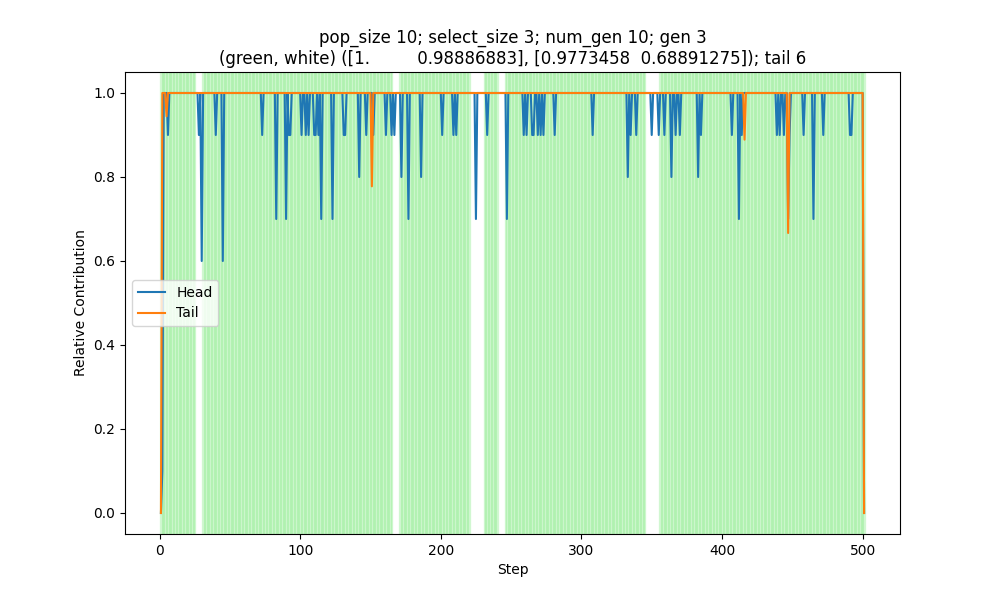 pop_size 10; select_size 3; num_gen 10; gen 3
(green, white) ([1.          0.98886883], [0.9773458  0.68891275]); tail 6
1.0
0.8
0.6
0.4
0.2
0.0
Relative Contribution
Head
Tail
0
100
200
300
400
500
Step